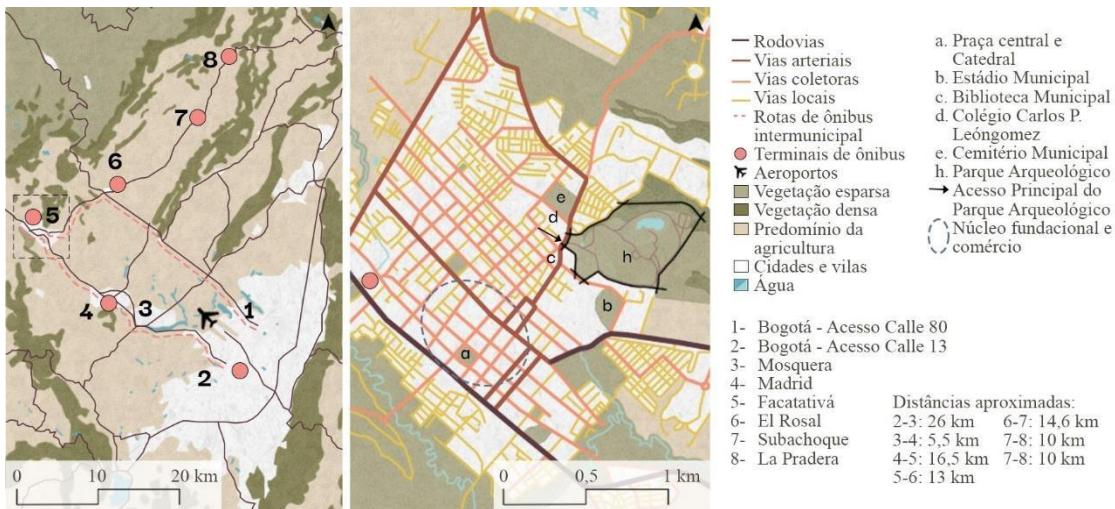 8
7
6
5
4
3
1
2
0
10
20 km
e
d
c
h
b
a
0
0,5
1 km
Rodovias
Vias arteriais
Vias coletoras
Vias locais
Rotas de ônibus
intermunicipal
Terminais de ônibus
Aeroportos
Vegetação esparsa
Vegetação densa
Predomínio da
agricultura
Cidades e vilas
Água
a. Praça central e
Catedral
b. Estádio Municipal
c. Biblioteca Municipal
d. Colégio Carlos P.
Leóngomez
e. Cemitério Municipal
h. Parque Arqueológico
Acesso Principal do
Parque Arqueológico
Núcleo fundacional e
comércio
1- Bogotá - Acesso Calle 80
2- Bogotá - Acesso Calle 13
3- Mosquera
4- Madrid
5- Facatativá
6- El Rosal
7- Subachoque
8- La Pradera
Distâncias aproximadas:
2-3: 26 km 6-7: 14,6 km
3-4: 5,5 km 7-8: 10 km
4-5: 16,5 km 7-8: 10 km
5-6: 13 km